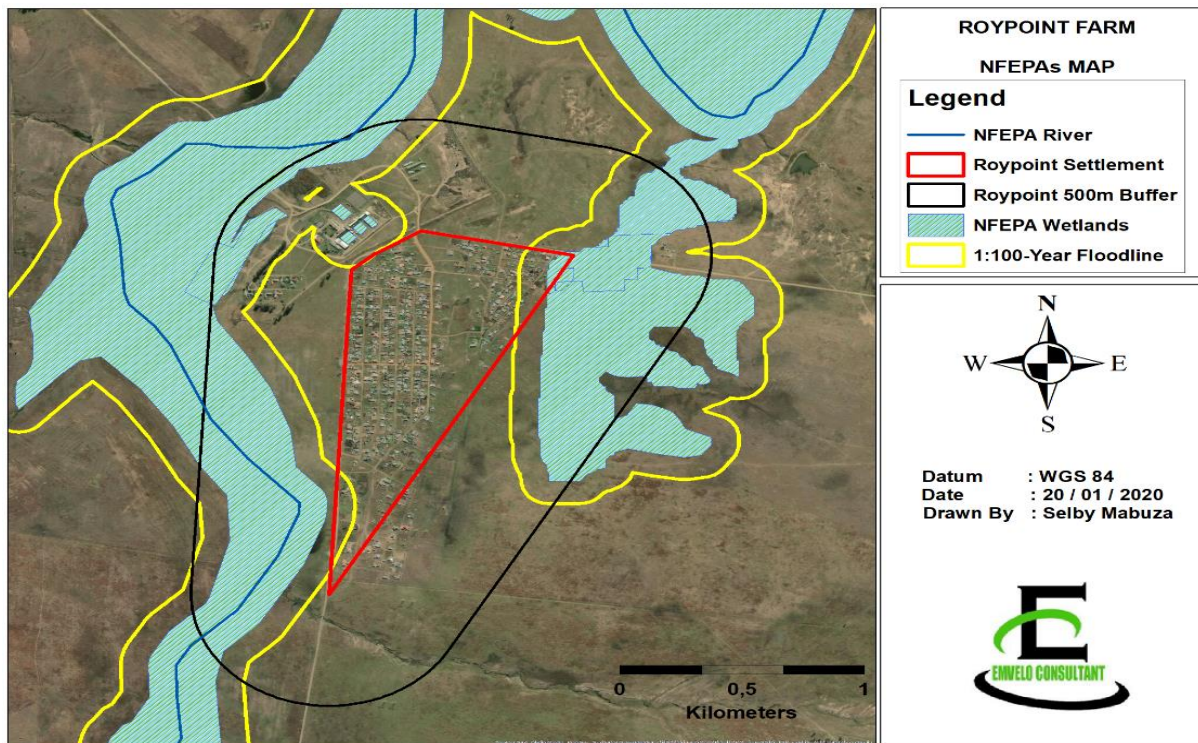 ROYPOINT FARM
NFEPAs MAP
Legend
NFEPA River
Roypoint Settlement
Roypoint 500m Buffer
NFEPA Wetlands
1:100-Year Floodline
N
W E
S
Datum : WGS 84
Date : 20 / 01 / 2020
Drawn By : Selby Mabuza
E
EMVELO CONSULTANT
0 0,5 1
Kilometers